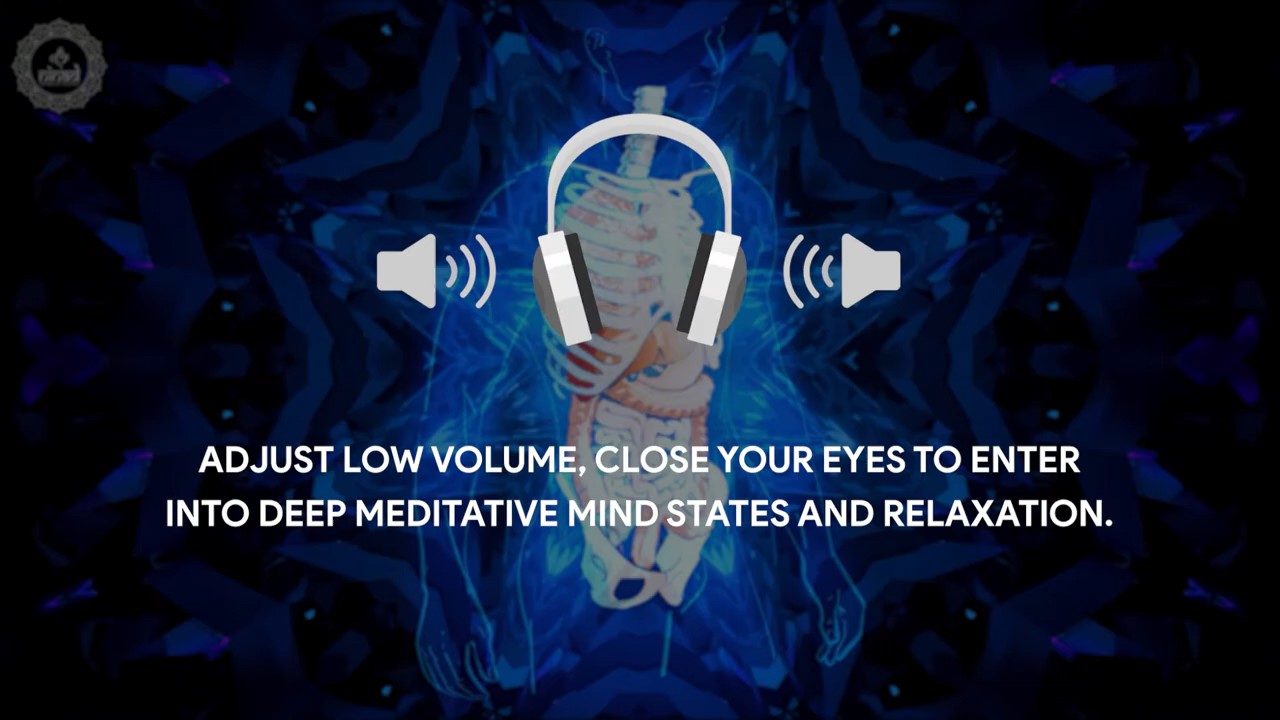 ADJUST LOW VOLUME, CLOSE YOUR EYES TO ENTER
INTO DEEP MEDITATIVE MIND STATES AND RELAXATION.